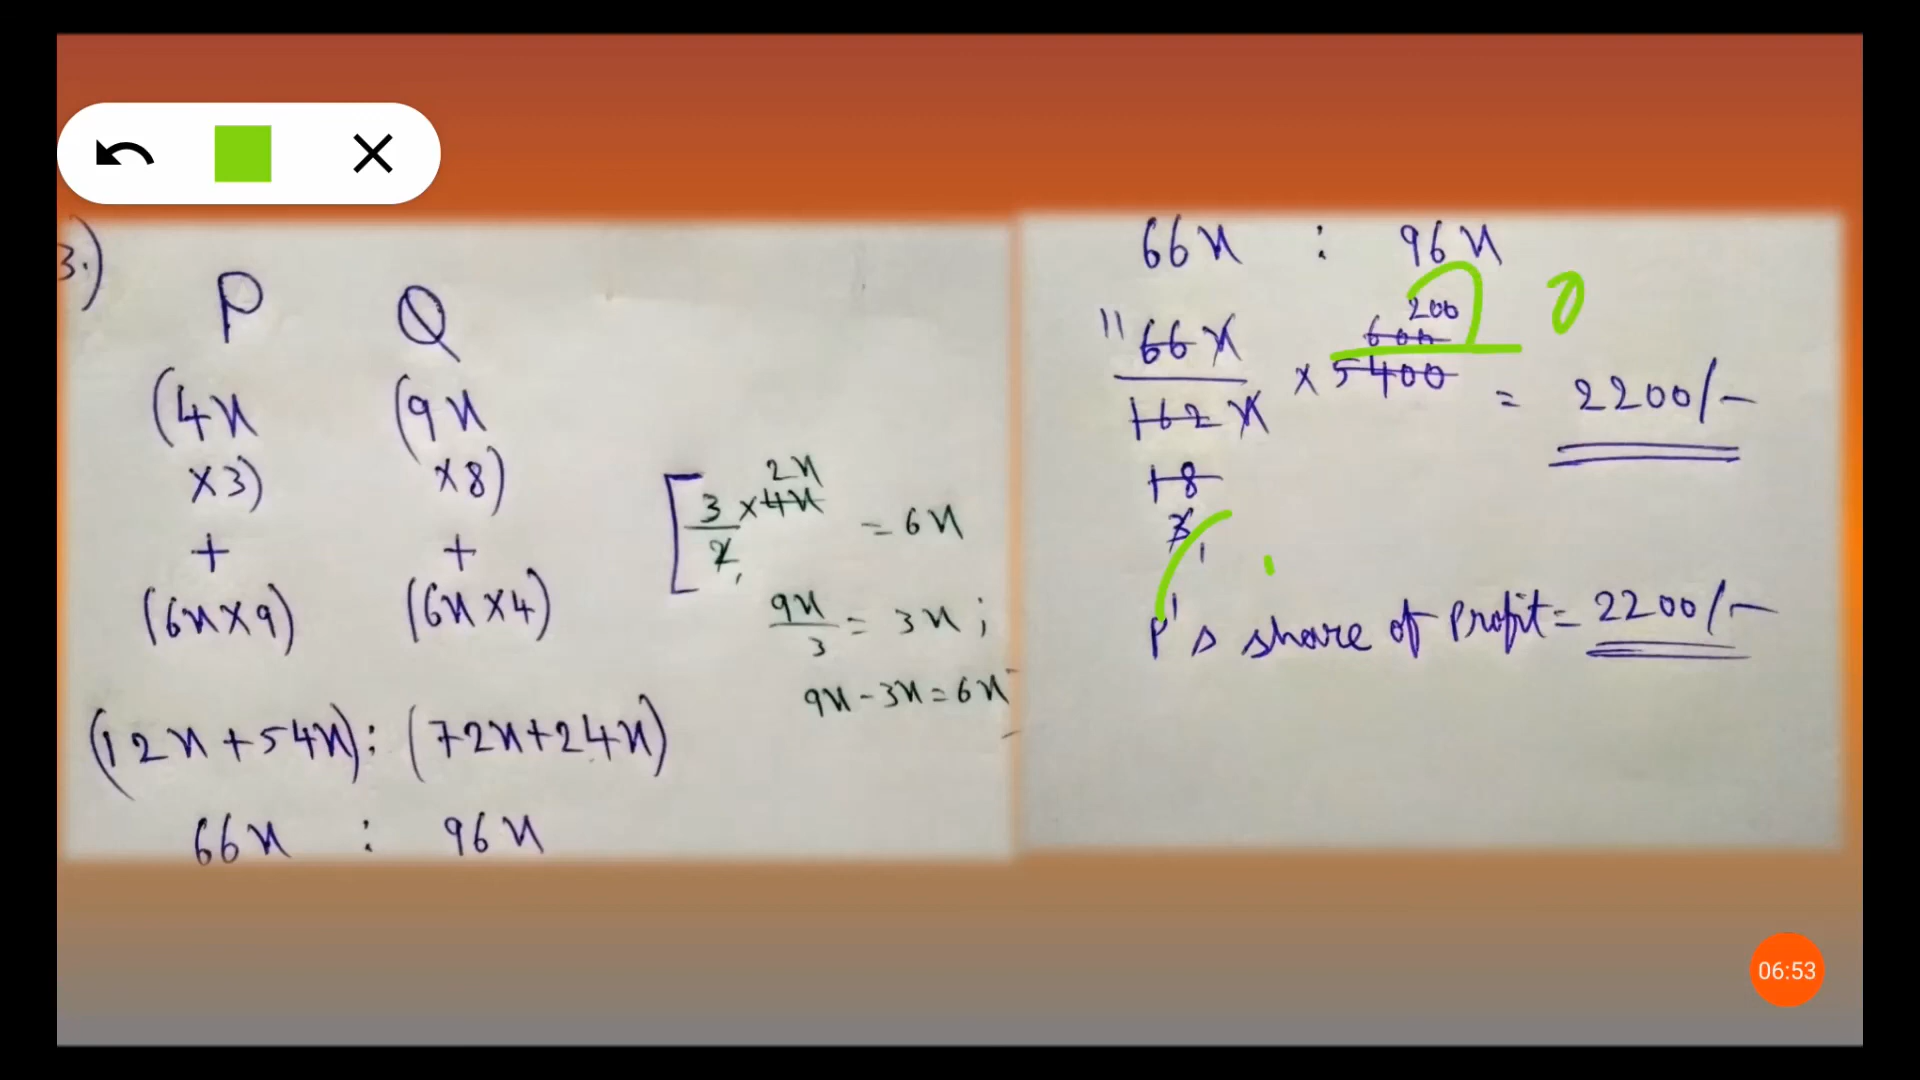 3.)
P Q
(4x (9x
×3) ×8)
+ +
(6x×9) (6x×4)
(12x+54x) : (72x+24x)
66x : 96x
2x
[3/2 × 4x = 6x
1
9x/3 = 3x ;
9x-3x=6x
66x : 96x
200
11 66x 600
162x × 5400 = 2200/-
18
3 1
P's share of Profit = 2200/-
06:53